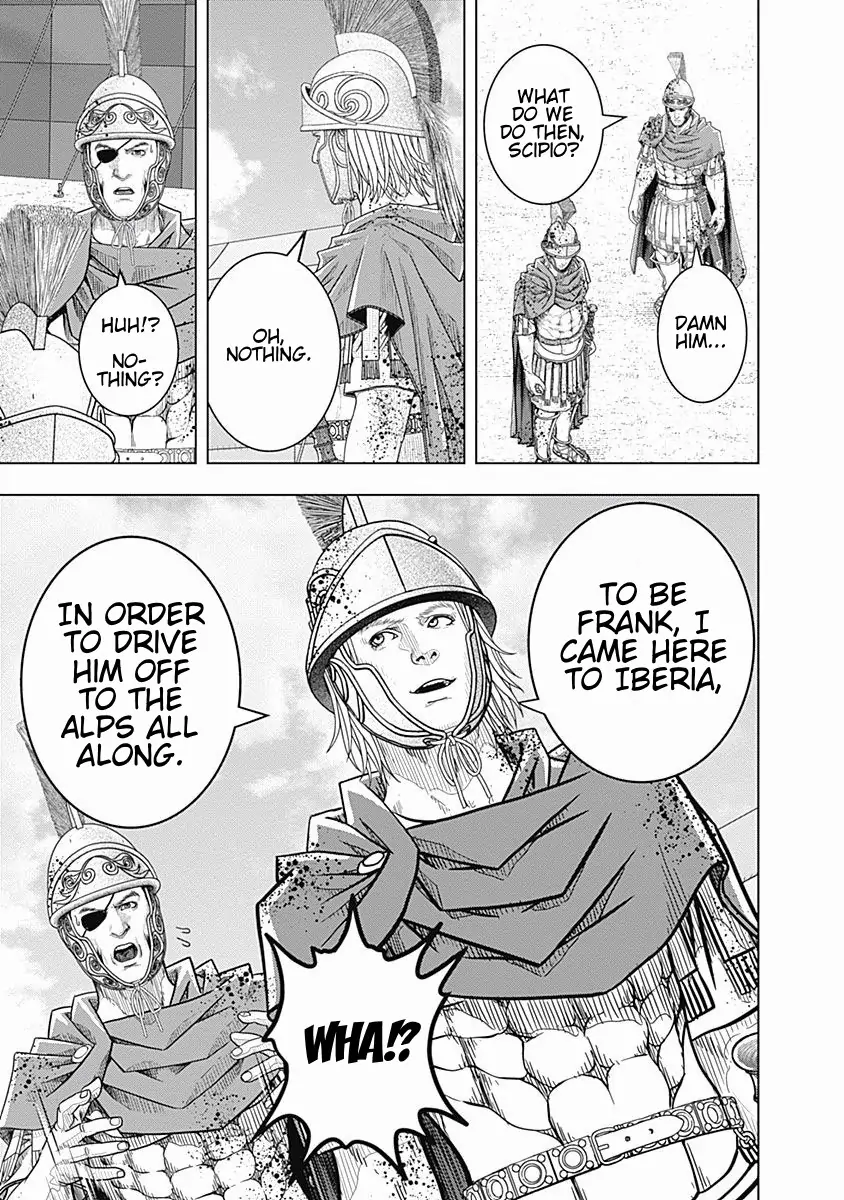 WHAT
DO WE
DO THEN,
SCIPIO?
DAMN
HIM...
OH,
NOTHING.
HUH!?
NO-
THING?
TO BE
FRANK, I
CAME HERE
TO IBERIA,
IN ORDER
TO DRIVE
HIM OFF
TO THE
ALPS ALL
ALONG.
WHA!?